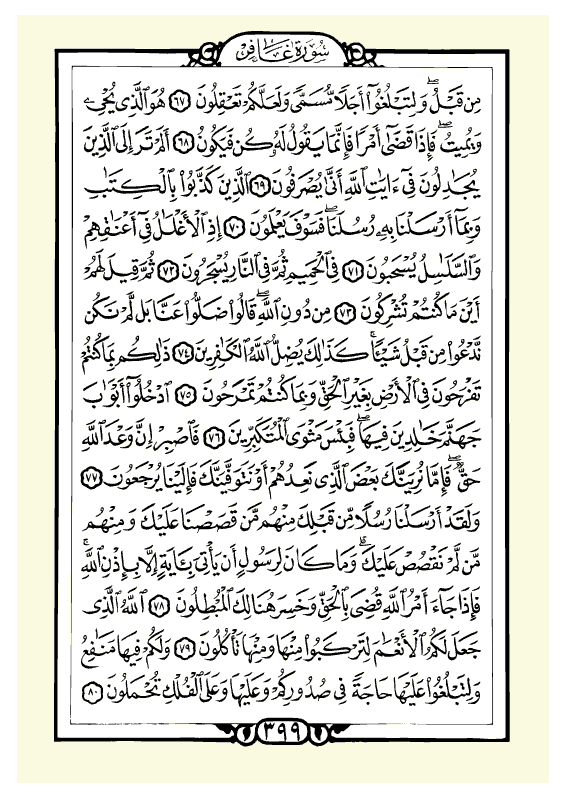 سورة غافر
مِن قَبْلُ ۖ وَلِتَبْلُغُوٓا۟ أَجَلًا مُّسَمًّى وَلَعَلَّكُمْ تَعْقِلُونَ ٦٧ هُوَ ٱلَّذِى يُحْىِۦ
وَيُمِيتُ ۖ فَإِذَا قَضَىٰٓ أَمْرًا فَإِنَّمَا يَقُولُ لَهُۥ كُن فَيَكُونُ ٦٨ أَلَمْ تَرَ إِلَى ٱلَّذِينَ
يُجَٰدِلُونَ فِىٓ ءَايَٰتِ ٱللَّهِ أَنَّىٰ يُصْرَفُونَ ٦٩ ٱلَّذِينَ كَذَّبُوا۟ بِٱلْكِتَٰبِ
وَبِمَآ أَرْسَلْنَا بِهِۦ رُسُلَنَا ۖ فَسَوْفَ يَعْلَمُونَ ٧٠ إِذِ ٱلْأَغْلَٰلُ فِىٓ أَعْنَٰقِهِمْ
وَٱلسَّلَٰسِلُ يُسْحَبُونَ ٧١ فِى ٱلْحَمِيمِ ثُمَّ فِى ٱلنَّارِ يُسْجَرُونَ ٧٢ ثُمَّ قِيلَ لَهُمْ
أَيْنَ مَا كُنتُمْ تُشْرِكُونَ ٧٣ مِن دُونِ ٱللَّهِ ۖ قَالُوا۟ ضَلُّوا۟ عَنَّا بَل لَّمْ نَكُن
نَّدْعُوا۟ مِن قَبْلُ شَيْـًٔا ۚ كَذَٰلِكَ يُضِلُّ ٱللَّهُ ٱلْكَٰفِرِينَ ٧٤ ذَٰلِكُم بِمَا كُنتُمْ
تَفْرَحُونَ فِى ٱلْأَرْضِ بِغَيْرِ ٱلْحَقِّ وَبِمَا كُنتُمْ تَمْرَحُونَ ٧٥ ٱدْخُلُوٓا۟ أَبْوَٰبَ
جَهَنَّمَ خَٰلِدِينَ فِيهَا ۖ فَبِئْسَ مَثْوَى ٱلْمُتَكَبِّرِينَ ٧٦ فَٱصْبِرْ إِنَّ وَعْدَ ٱللَّهِ
حَقٌّ ۚ فَإِمَّا نُرِيَنَّكَ بَعْضَ ٱلَّذِى نَعِدُهُمْ أَوْ نَتَوَفَّيَنَّكَ فَإِلَيْنَا يُرْجَعُونَ ٧٧
وَلَقَدْ أَرْسَلْنَا رُسُلًا مِّن قَبْلِكَ مِنْهُم مَّن قَصَصْنَا عَلَيْكَ وَمِنْهُم
مَّن لَّمْ نَقْصُصْ عَلَيْكَ ۗ وَمَا كَانَ لِرَسُولٍ أَن يَأْتِىَ بِـَٔايَةٍ إِلَّا بِإِذْنِ ٱللَّهِ ۚ
فَإِذَا جَآءَ أَمْرُ ٱللَّهِ قُضِىَ بِٱلْحَقِّ وَخَسِرَ هُنَالِكَ ٱلْمُبْطِلُونَ ٧٨ ٱللَّهُ ٱلَّذِى
جَعَلَ لَكُمُ ٱلْأَنْعَٰمَ لِتَرْكَبُوا۟ مِنْهَا وَمِنْهَا تَأْكُلُونَ ٧٩ وَلَكُمْ فِيهَا مَنَٰفِعُ
وَلِتَبْلُغُوا۟ عَلَيْهَا حَاجَةً فِى صُدُورِكُمْ وَعَلَيْهَا وَعَلَى ٱلْفُلْكِ تُحْمَلُونَ ٨٠
٣٩٩